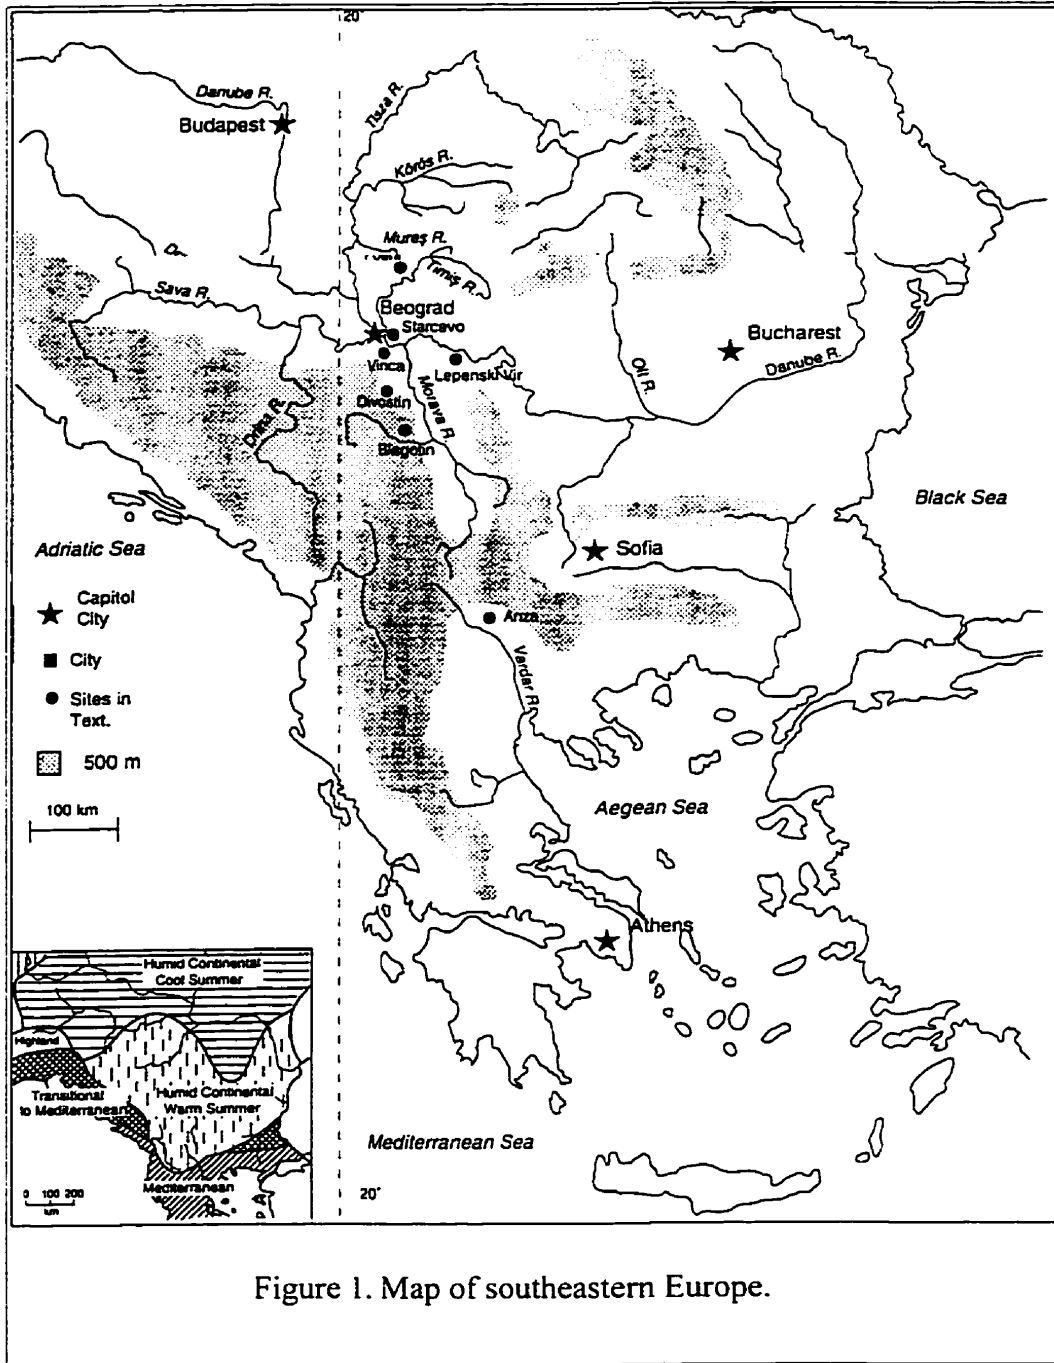 20°
Danube R.
Budapest
Tisza R.
Körös R.
Mureş R.
Timiş R.
Sava R.
Beograd
Starcevo
Vinca
Lepenski Vir
Divostin
Morava R.
Blagotin
Drina R.
Olt R.
Bucharest
Danube R.
Black Sea
Adriatic Sea
Sofia
Capitol
City
City
Sites in
Text.
500 m
100 km
Anza
Vardar R.
Aegean Sea
Athens
Humid Continental
Cool Summer
Highland
Transitional
to Mediterranean
Humid Continental
Warm Summer
Mediterranean
0 100 200
km
Mediterranean Sea
20°
Figure 1. Map of southeastern Europe.